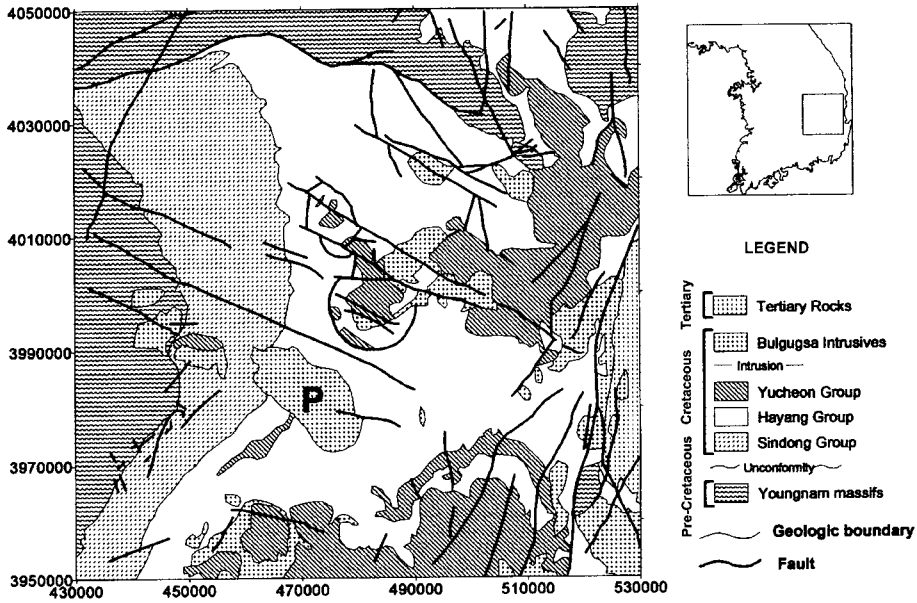 4050000
4030000
4010000
3990000
3970000
3950000
430000 450000 470000 490000 510000 530000
P
LEGEND
Tertiary
Tertiary Rocks
Cretaceous
Bulgugsa Intrusives
Intrusion
Yucheon Group
Hayang Group
Sindong Group
Unconformity
Pre-Cretaceous
Youngnam massifs
Geologic boundary
Fault